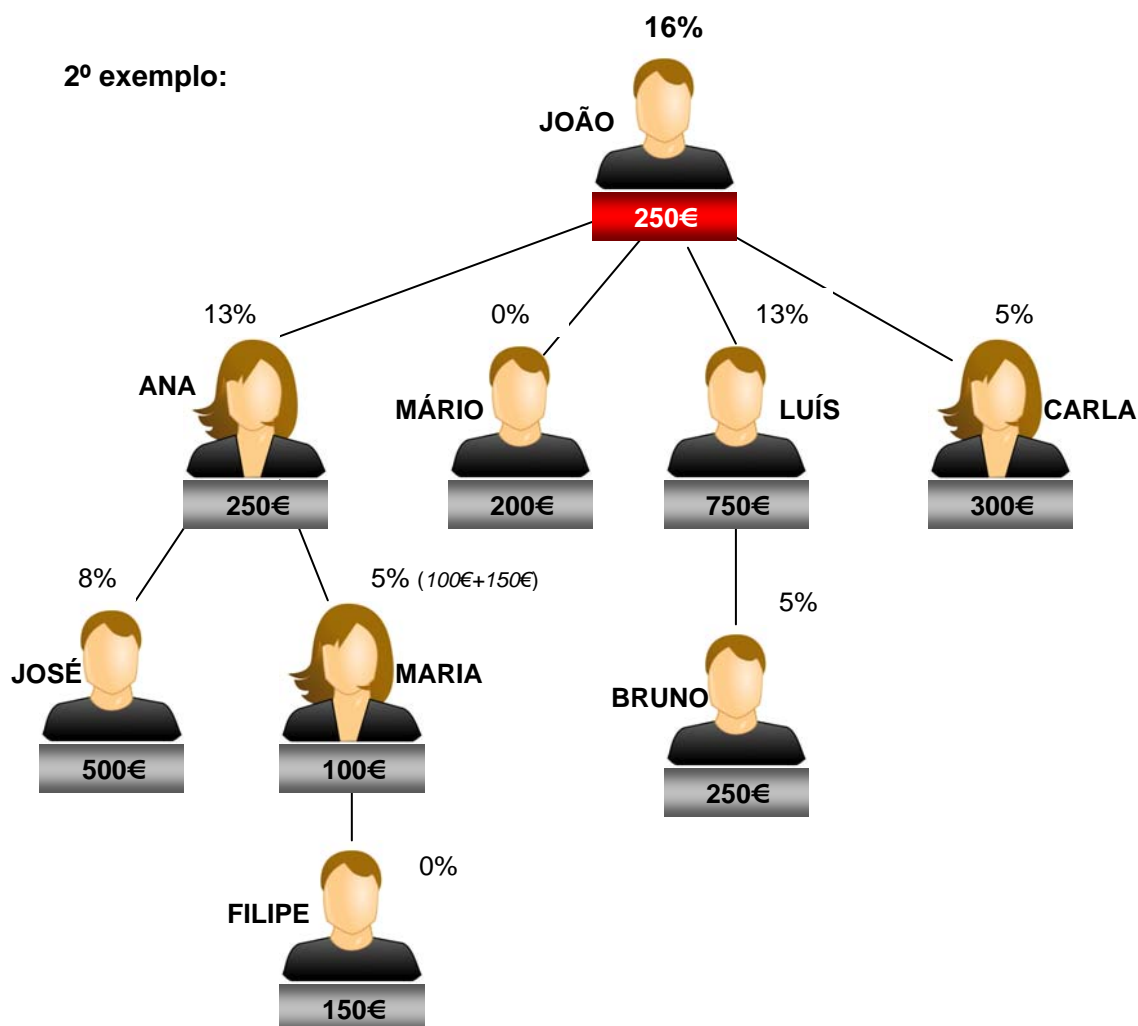 16%
2º exemplo:
JOÃO
250€
13%
0%
13%
5%
ANA
MÁRIO
LUÍS
CARLA
250€
200€
750€
300€
8%
5% (100€+150€)
5%
JOSÉ
MARIA
BRUNO
500€
100€
250€
0%
FILIPE
150€